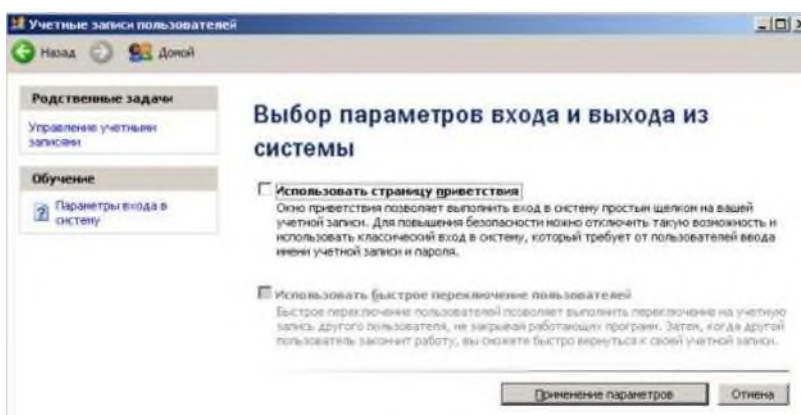 Учетные записи пользователей
Назад
Домой
Родственные задачи
Управление учетными
записями
Обучение
Параметры входа в
систему
Выбор параметров входа и выхода из
системы
Использовать страницу приветствия
Окно приветствия позволяет выполнить вход в систему простым щелчком на вашей
учетной записи. Для повышения безопасности можно отключить такую возможность и
использовать классический вход в систему, который требует от пользователей ввода
имени учетной записи и пароля.
Использовать быстрое переключение пользователей
Быстрое переключение пользователей позволяет выполнить переключение на учетную
запись другого пользователя, не закрывая работающих программ. Затем, когда другой
пользователь закончит работу, вы сможете быстро вернуться к своей учетной записи.
Применение параметров
Отмена